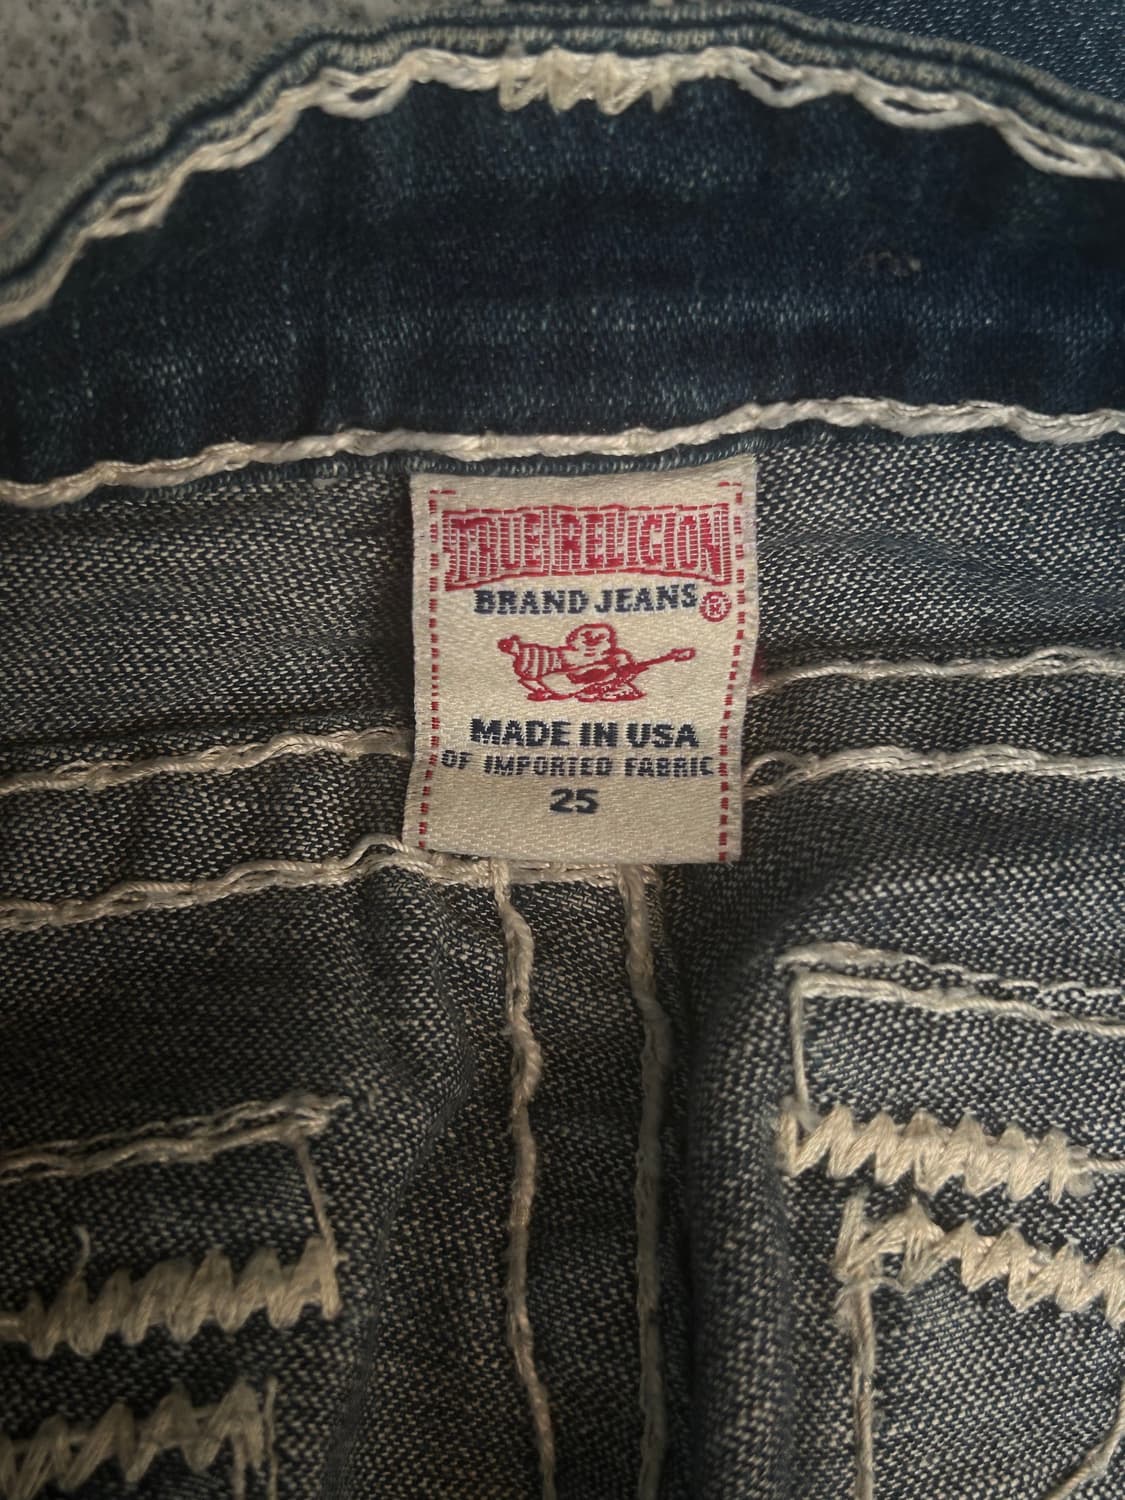 TRUE RELIGION
BRAND JEANS ®
MADE IN USA
OF IMPORTED FABRIC
25